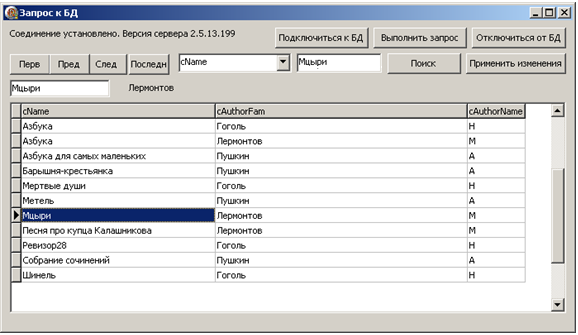 Запрос к БД
Соединение установлено. Версия сервера 2.5.13.199
Подключиться к БД Выполнить запрос Отключиться от БД
Перв Пред След Последн cName Мцыри Поиск Применить изменения
Мцыри Лермонтов
cName cAuthorFam cAuthorName
Азбука Гоголь Н
Азбука Лермонтов М
Азбука для самых маленьких Пушкин А
Барышня-крестьянка Пушкин А
Мертвые души Гоголь Н
Метель Пушкин А
Мцыри Лермонтов М
Песня про купца Калашникова Лермонтов М
Ревизор28 Гоголь Н
Собрание сочинений Пушкин А
Шинель Гоголь Н